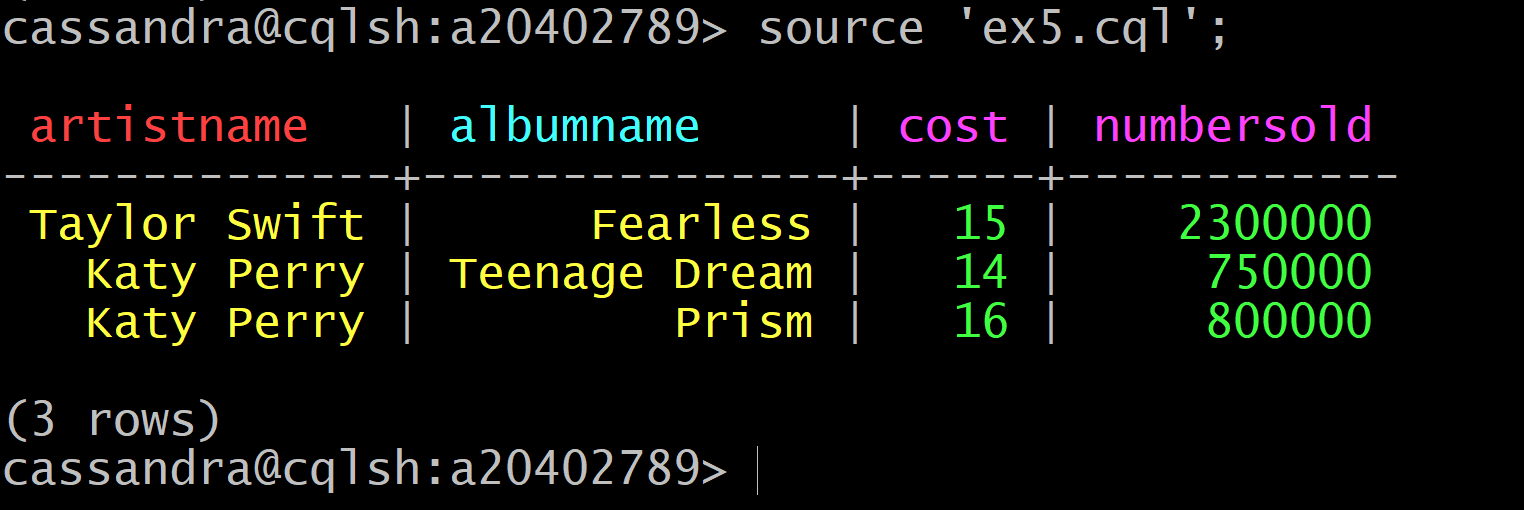 cassandra@cqlsh:a20402789> source 'ex5.cql';
 artistname   | albumname     | cost | numbersold
--------------+---------------+------+------------
 Taylor Swift |      Fearless |   15 |    2300000
   Katy Perry | Teenage Dream |   14 |     750000
   Katy Perry |         Prism |   16 |     800000
(3 rows)
cassandra@cqlsh:a20402789>